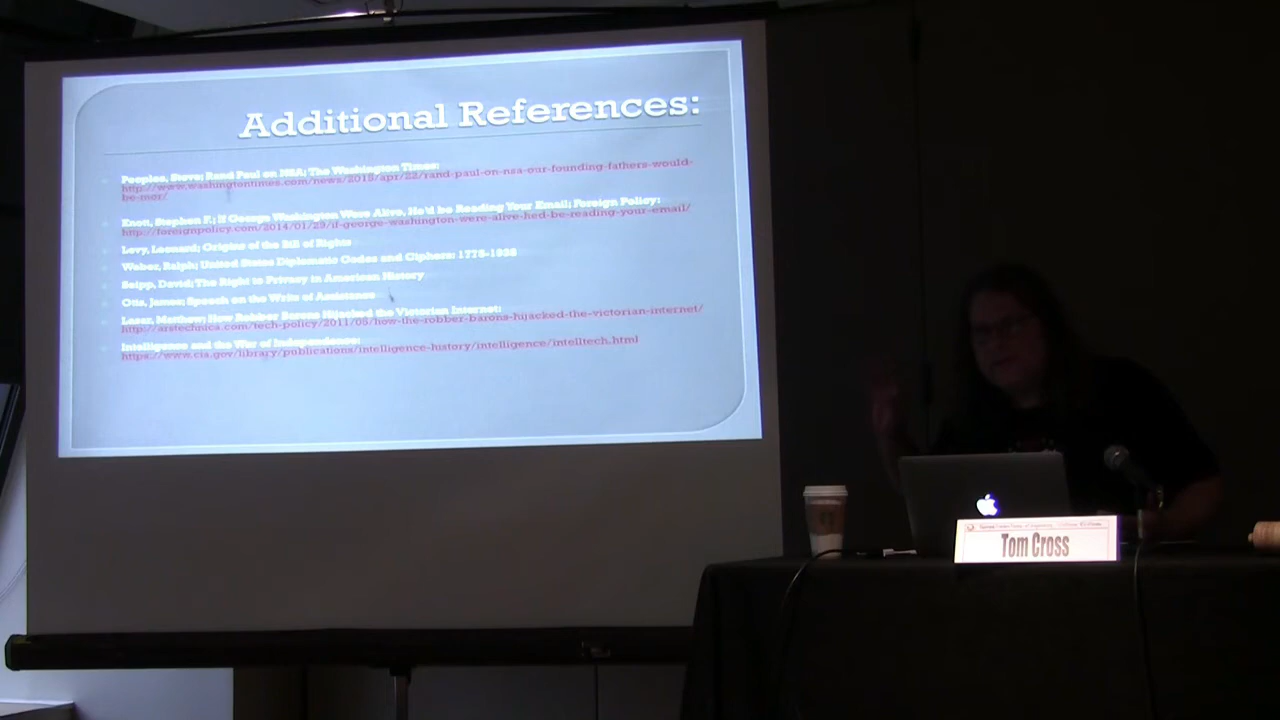 Additional References:
Peoples, Steve; Rand Paul on NSA; The Washington Times:
http://www.washingtontimes.com/news/2015/apr/22/rand-paul-on-nsa-our-founding-fathers-would-
be-mor/
Knott, Stephen F.; If George Washington Were Alive, He'd be Reading Your Email; Foreign Policy:
http://foreignpolicy.com/2014/01/29/if-george-washington-were-alive-hed-be-reading-your-email/
Levy, Leonard; Origins of the Bill of Rights
Weber, Ralph; United States Diplomatic Codes and Ciphers: 1775-1938
Seipp, David; The Right to Privacy in American History
Otis, James; Speech on the Writs of Assistance
Lasar, Matthew; How Robber Barons Hijacked the Victorian Internet:
http://arstechnica.com/tech-policy/2011/05/how-the-robber-barons-hijacked-the-victorian-internet/
Intelligence and the War of Independence:
https://www.cia.gov/library/publications/intelligence-history/intelligence/intelltech.html
Tom Cross